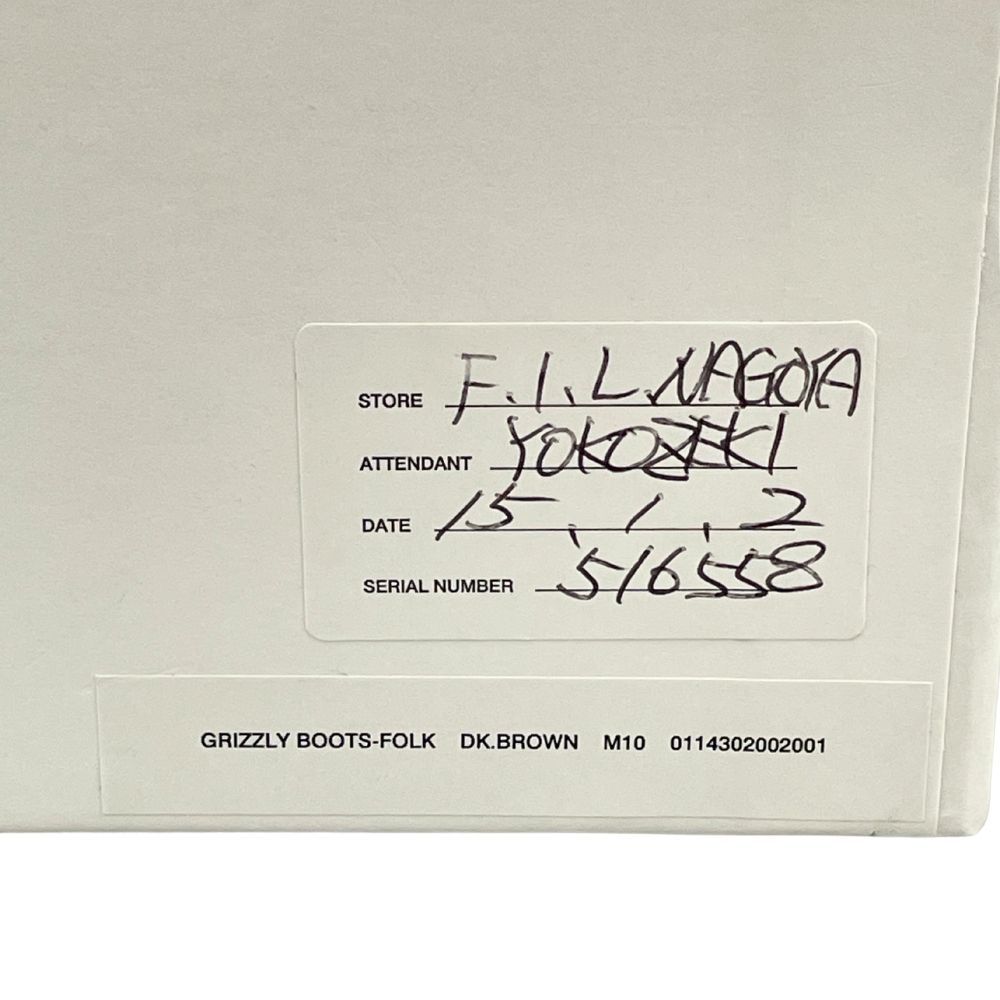 STORE F.I.L. NAGOYA
ATTENDANT YOKOZEKI
DATE 15. 1. 2
SERIAL NUMBER 516558
GRIZZLY BOOTS-FOLK DK.BROWN M10 0114302002001